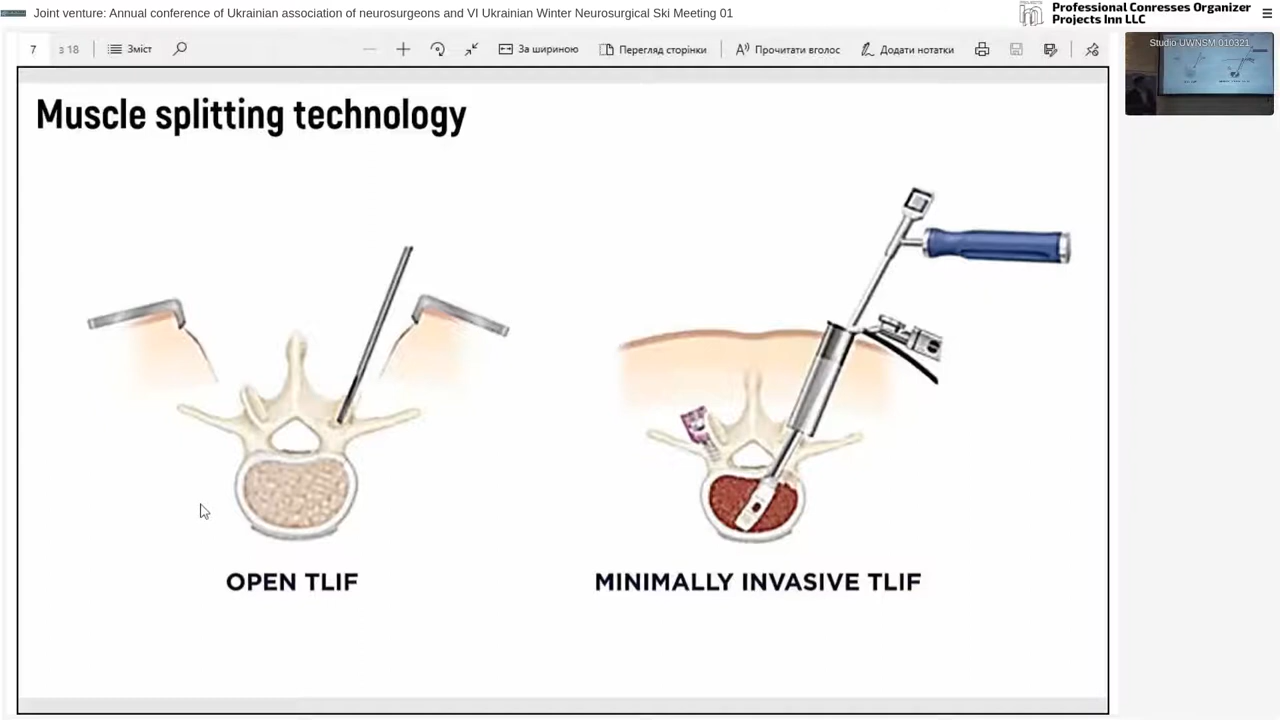 Joint venture: Annual conference of Ukrainian association of neurosurgeons and VI Ukrainian Winter Neurosurgical Ski Meeting 01
Professional Conresses Organizer
Projects Inn LLC
7 з 18 Зміст За шириною Перегляд сторінки Прочитати вголос Додати нотатки
Studio UWNSM 010321
Muscle splitting technology
OPEN TLIF
MINIMALLY INVASIVE TLIF